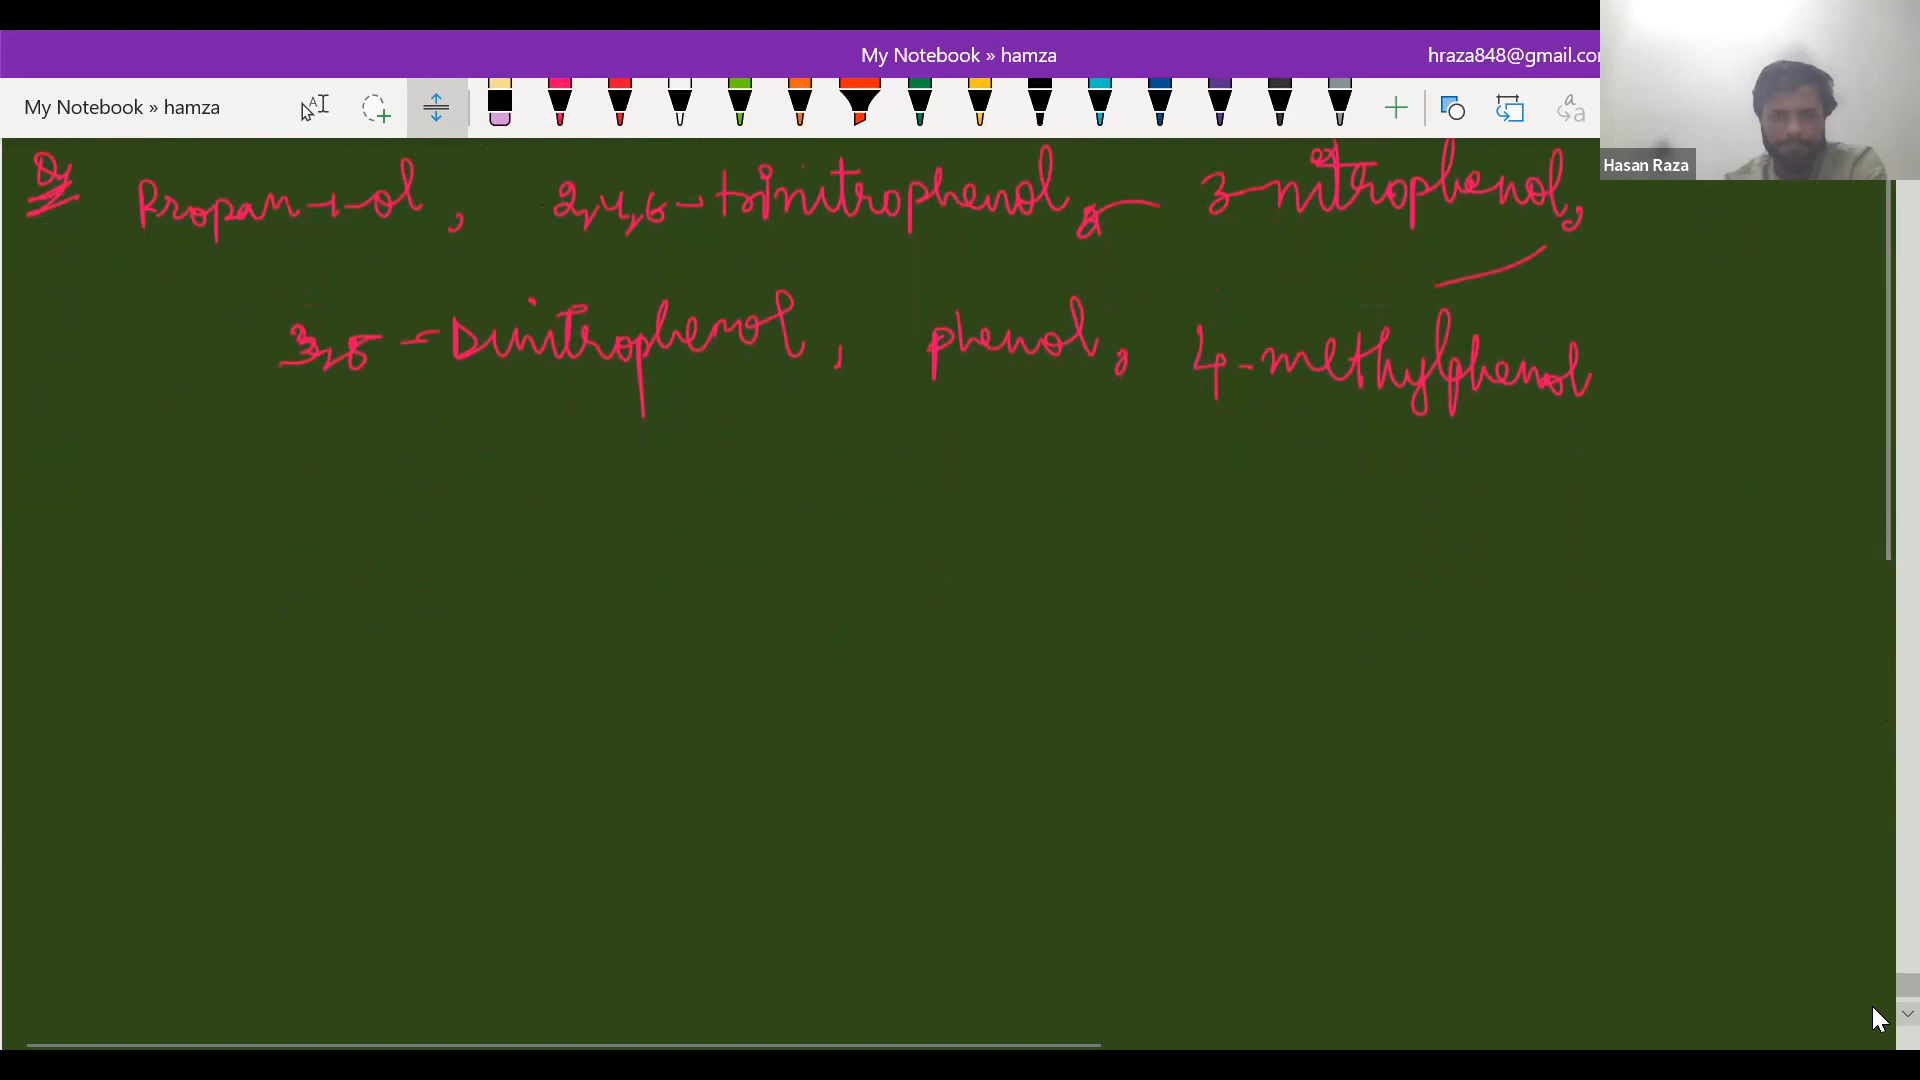 My Notebook » hamza
hraza848@gmail.co
My Notebook » hamza
Hasan Raza
Q Propan-1-ol, 2,4,6-trinitrophenol, 3-nitrophenol,
3,5-Dinitrophenol, phenol, 4-methylphenol